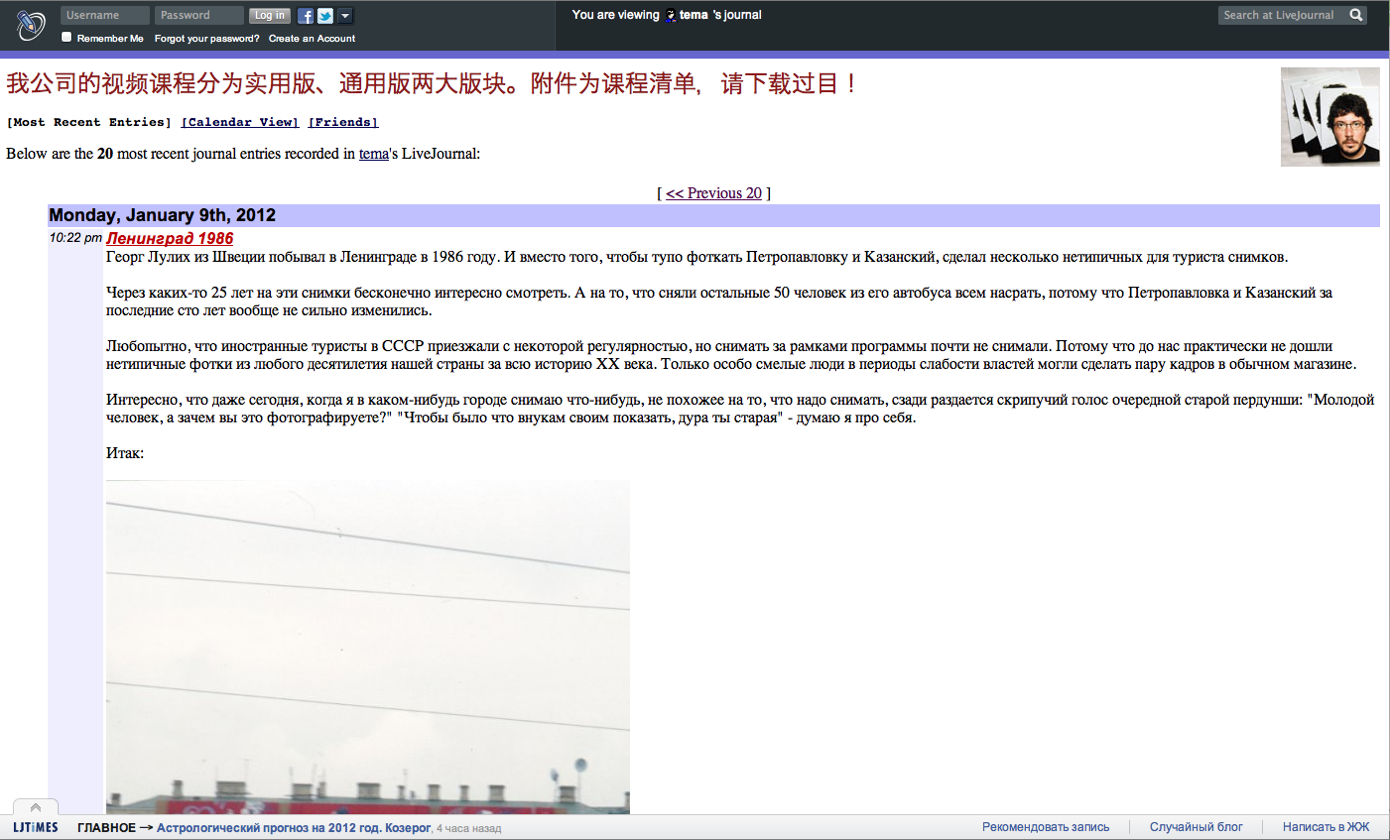 Username Password Log in You are viewing tema 's journal Search at LiveJournal
Remember Me Forgot your password? Create an Account
我公司的视频课程分为实用版、通用版两大版块。附件为课程清单，请下载过目！
[Most Recent Entries] [Calendar View] [Friends]
Below are the 20 most recent journal entries recorded in tema's LiveJournal:
[ << Previous 20 ]
Monday, January 9th, 2012
10:22 pm Ленинград 1986
Георг Лулих из Швеции побывал в Ленинграде в 1986 году. И вместо того, чтобы тупо фоткать Петропавловку и Казанский, сделал несколько нетипичных для туриста снимков.
Через каких-то 25 лет на эти снимки бесконечно интересно смотреть. А на то, что сняли остальные 50 человек из его автобуса всем насрать, потому что Петропавловка и Казанский за
последние сто лет вообще не сильно изменились.
Любопытно, что иностранные туристы в СССР приезжали с некоторой регулярностью, но снимать за рамками программы почти не снимали. Потому что до нас практически не дошли
нетипичные фотки из любого десятилетия нашей страны за всю историю XX века. Только особо смелые люди в периоды слабости властей могли сделать пару кадров в обычном магазине.
Интересно, что даже сегодня, когда я в каком-нибудь городе снимаю что-нибудь, не похожее на то, что надо снимать, сзади раздается скрипучий голос очередной старой пердунши: "Молодой
человек, а зачем вы это фотографируете?" "Чтобы было что внукам своим показать, дура ты старая" - думаю я про себя.
Итак:
LJTIMES ГЛАВНОЕ → Астрологический прогноз на 2012 год. Козерог, 4 часа назад Рекомендовать запись Случайный блог Написать в ЖЖ